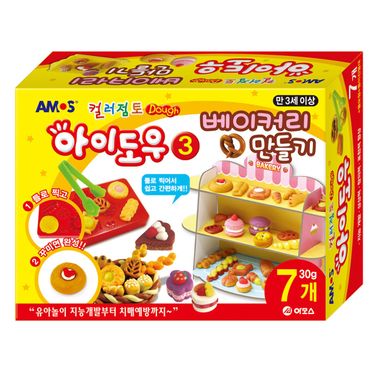 AMOS
컬러점토 Dough
만 3세 이상
아이도우 3
베이커리
만들기
틀로 찍어서
쉽고 간편하게!!
BAKERY
1 틀로 찍고
2 꾸미면 완성!!
30g
7개
"유아놀이 지능개발부터 치매예방까지~"
아모스